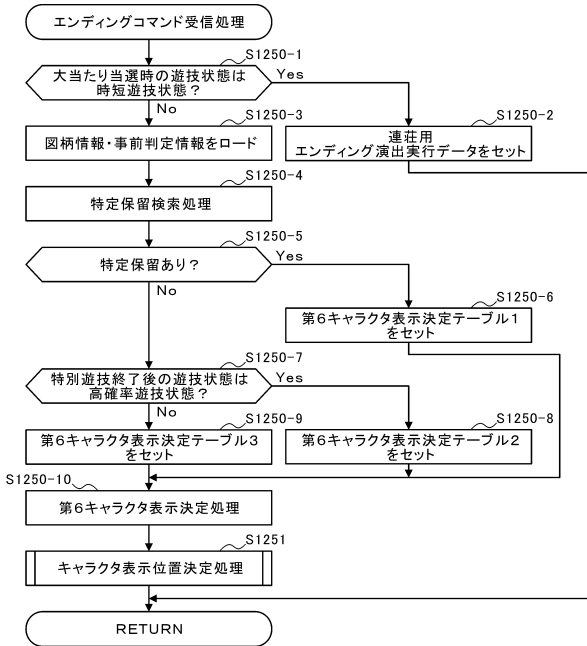 エンディングコマンド受信処理
S1250-1
大当たり当選時の遊技状態は
時短遊技状態？
Yes
No
S1250-3
図柄情報・事前判定情報をロード
S1250-2
連荘用
エンディング演出実行データをセット
S1250-4
特定保留検索処理
S1250-5
特定保留あり？
Yes
No
S1250-6
第６キャラクタ表示決定テーブル１
をセット
S1250-7
特別遊技終了後の遊技状態は
高確率遊技状態？
Yes
No
S1250-9
第６キャラクタ表示決定テーブル３
をセット
S1250-8
第６キャラクタ表示決定テーブル２
をセット
S1250-10
第６キャラクタ表示決定処理
S1251
キャラクタ表示位置決定処理
RETURN